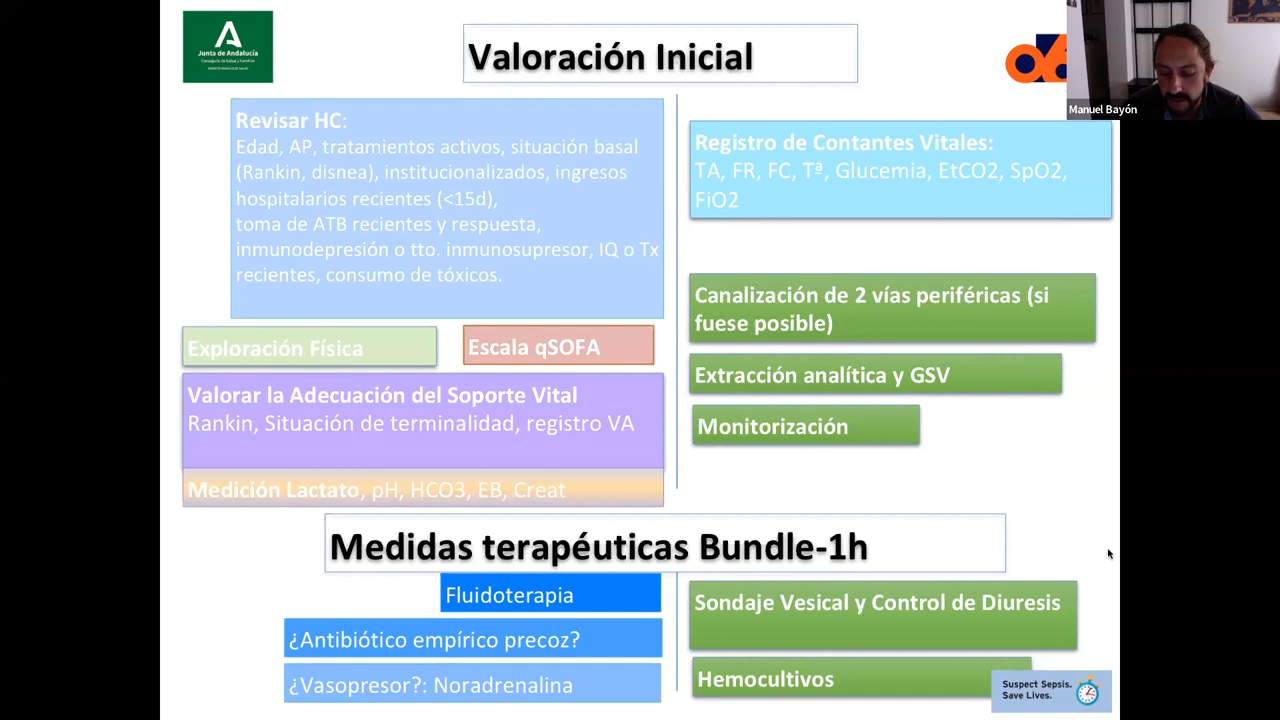 Junta de Andalucía
Valoración Inicial
Manuel Bayón
Revisar HC:
Edad, AP, tratamientos activos, situación basal
(Rankin, disnea), institucionalizados, ingresos
hospitalarios recientes (<15d),
toma de ATB recientes y respuesta,
inmunodepresión o tto. inmunosupresor, IQ o Tx
recientes, consumo de tóxicos.
Exploración Física
Escala qSOFA
Valorar la Adecuación del Soporte Vital
Rankin, Situación de terminalidad, registro VA
Medición Lactato, pH, HCO3, EB, Creat
Registro de Contantes Vitales:
TA, FR, FC, Tª, Glucemia, EtCO2, SpO2,
FiO2
Canalización de 2 vías periféricas (si
fuese posible)
Extracción analítica y GSV
Monitorización
Medidas terapéuticas Bundle-1h
Fluidoterapia
¿Antibiótico empírico precoz?
¿Vasopresor?: Noradrenalina
Sondaje Vesical y Control de Diuresis
Hemocultivos
Suspect Sepsis.
Save Lives.